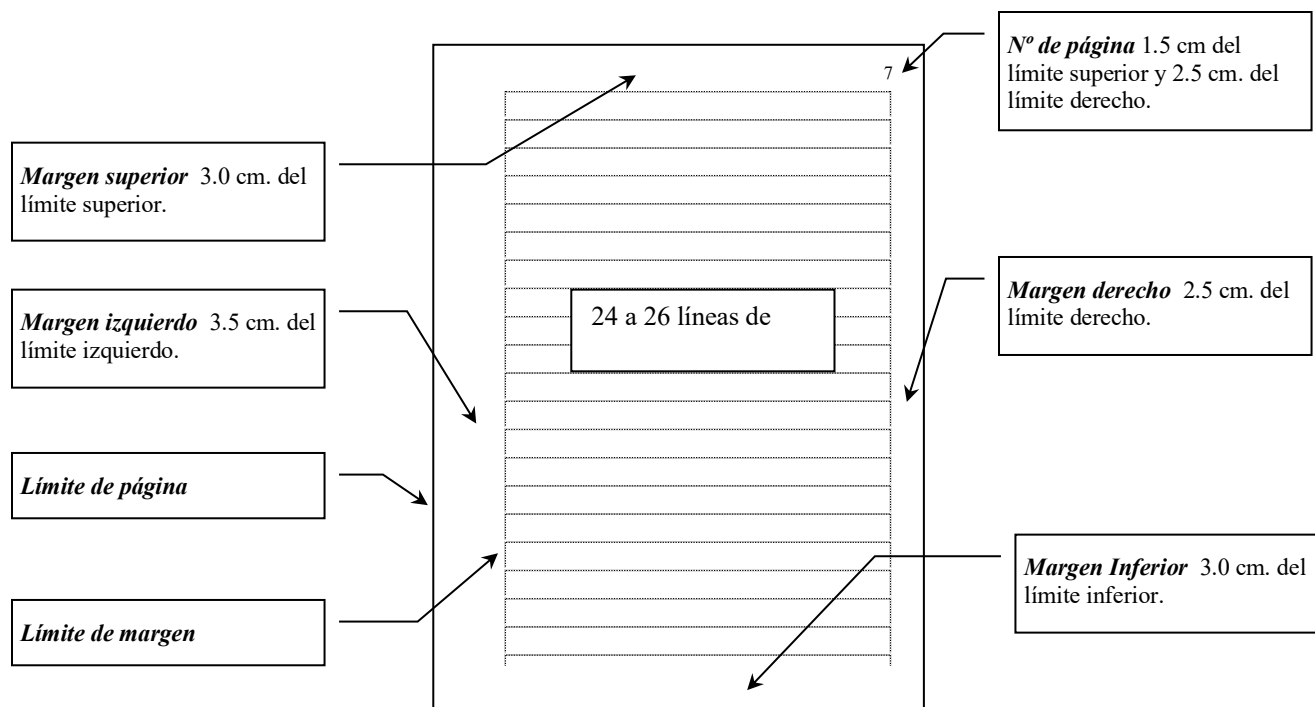 Nº de página 1.5 cm del
límite superior y 2.5 cm. del
límite derecho.
7
Margen superior 3.0 cm. del
límite superior.
Margen izquierdo 3.5 cm. del
límite izquierdo.
24 a 26 líneas de
Margen derecho 2.5 cm. del
límite derecho.
Límite de página
Margen Inferior 3.0 cm. del
límite inferior.
Límite de margen